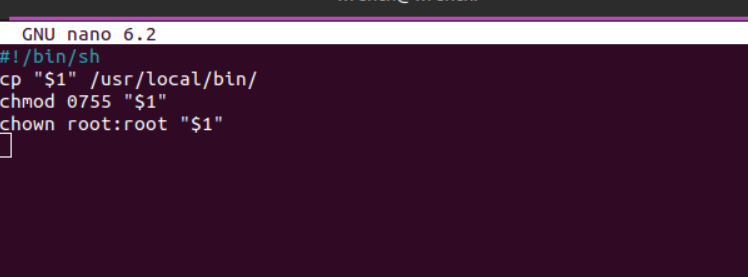 GNU nano 6.2
#!/bin/sh
cp "$1" /usr/local/bin/
chmod 0755 "$1"
chown root:root "$1"